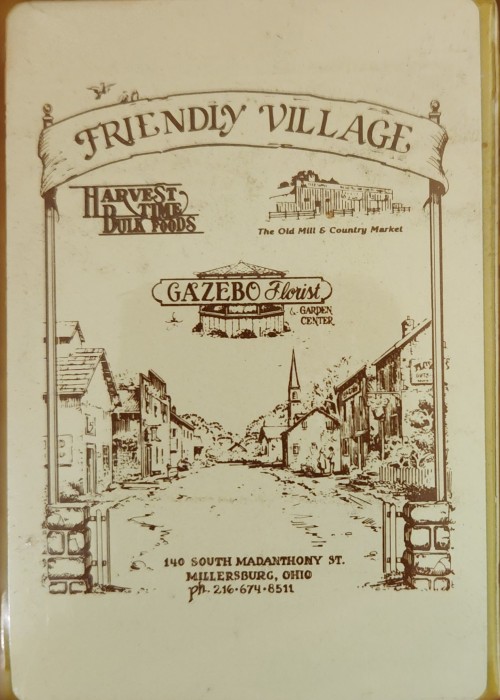 FRIENDLY VILLAGE
HARVEST
TIME
BULK FOODS
The Old Mill & Country Market
GAZEBO Florist
& GARDEN
CENTER
140 SOUTH MADANTHONY ST.
MILLERSBURG, OHIO
ph. 216·674·8511